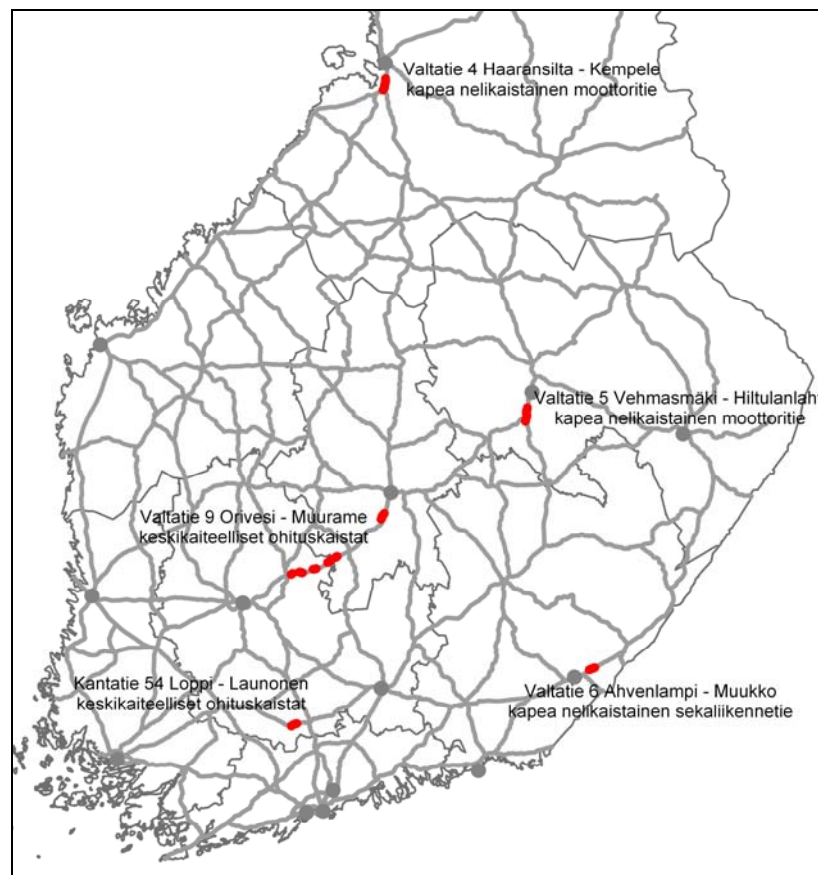 Valtatie 4 Haaransilta - Kempele
kapea nelikaistainen moottoritie
Valtatie 5 Vehmasmäki - Hiltulanlaht
kapea nelikaistainen moottoritie
Valtatie 9 Orivesi - Muurame
keskikaiteelliset ohituskaistat
Kantatie 54 Loppi - Launonen
keskikaiteelliset ohituskaistat
Valtatie 6 Ahvenlampi - Muukko
kapea nelikaistainen sekaliikennetie